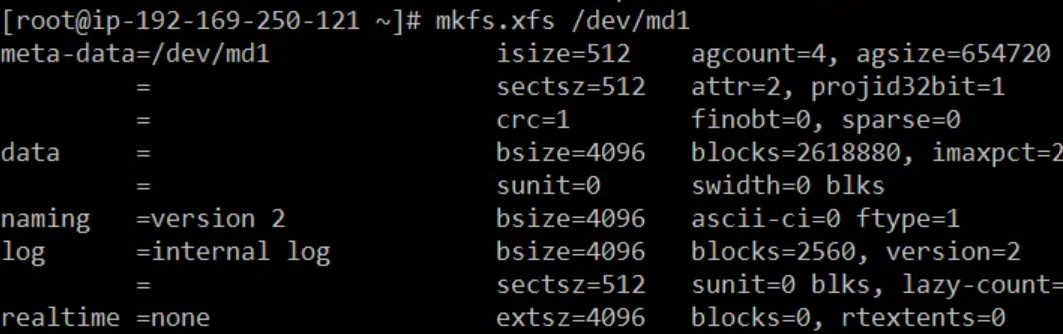 [root@ip-192-169-250-121 ~]# mkfs.xfs /dev/md1
meta-data=/dev/md1 isize=512 agcount=4, agsize=654720
= sectsz=512 attr=2, projid32bit=1
= crc=1 finobt=0, sparse=0
data = bsize=4096 blocks=2618880, imaxpct=2
= sunit=0 swidth=0 blks
naming =version 2 bsize=4096 ascii-ci=0 ftype=1
log =internal log bsize=4096 blocks=2560, version=2
= sectsz=512 sunit=0 blks, lazy-count=
realtime =none extsz=4096 blocks=0, rtextents=0